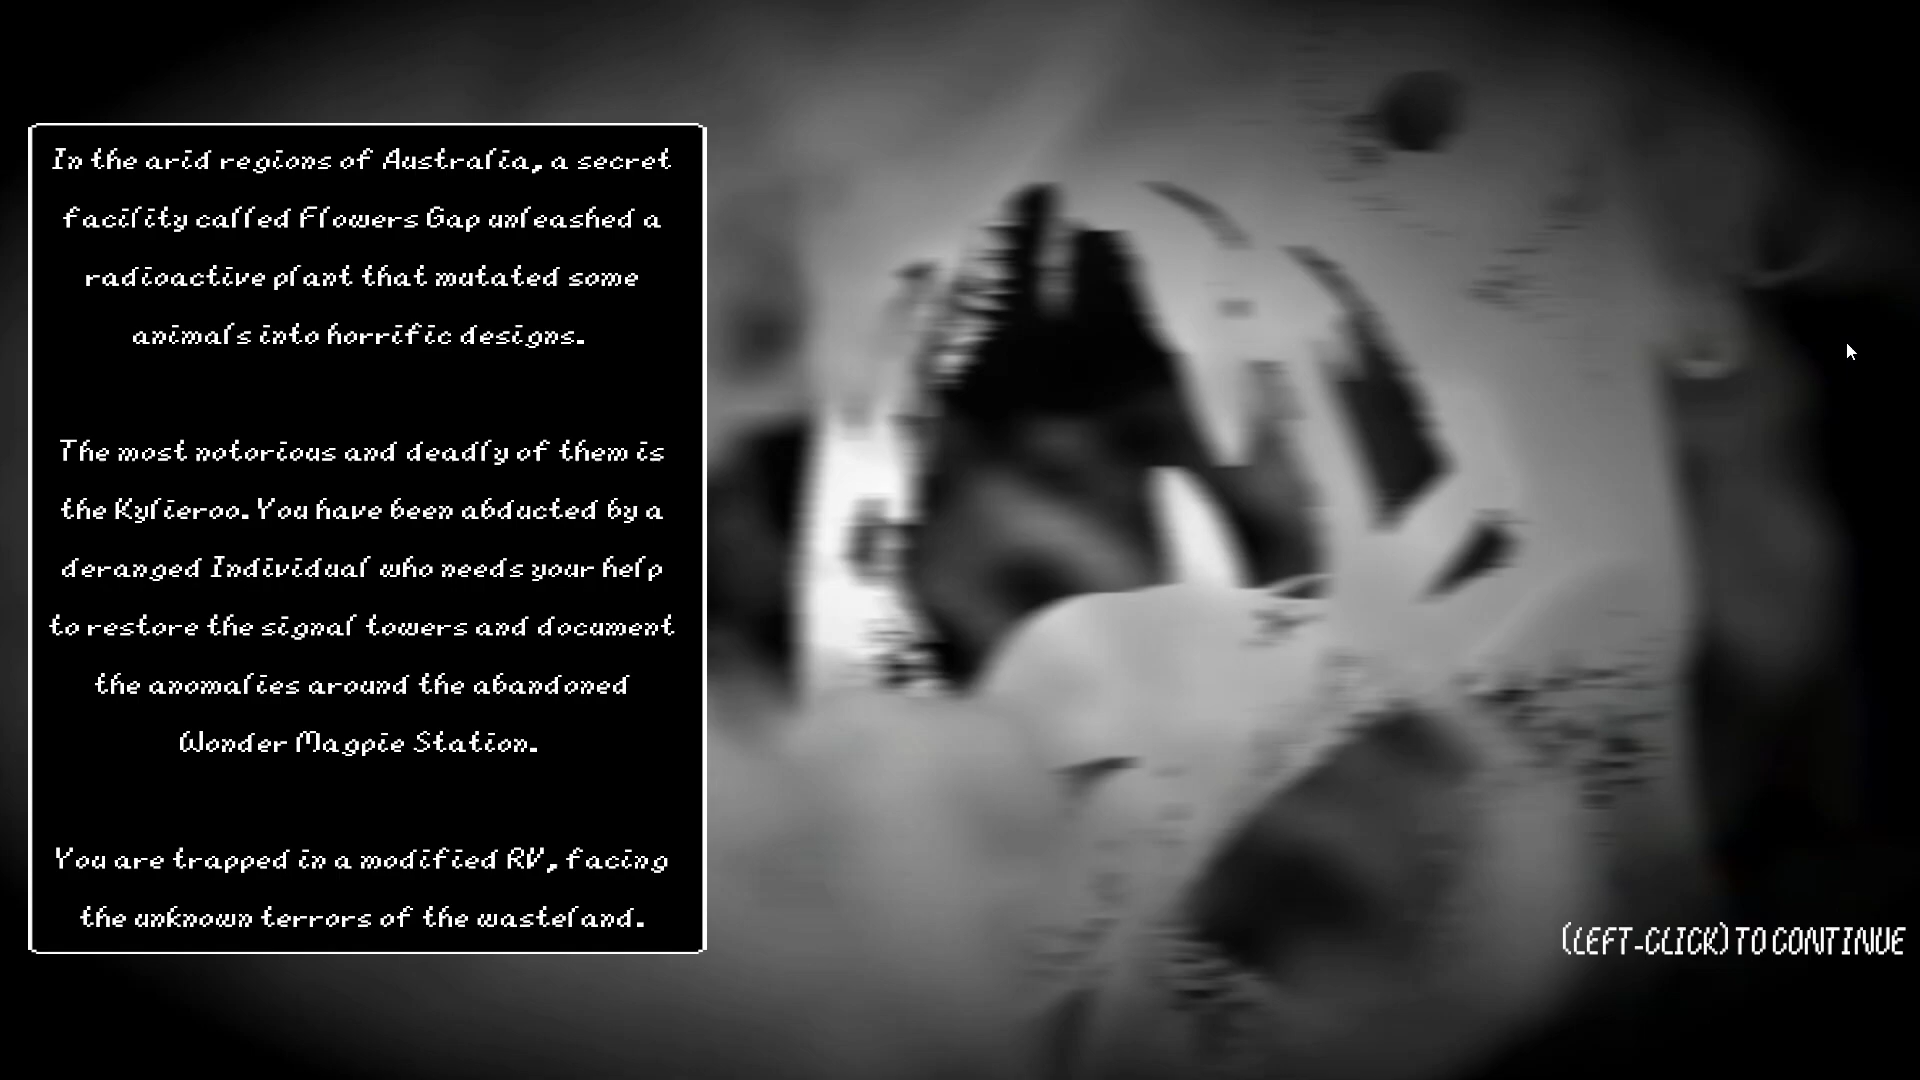 In the arid regions of Australia, a secret
facility called Flowers Gap unleashed a
radioactive plant that mutated some
animals into horrific designs.
The most notorious and deadly of them is
the Kylieroo. You have been abducted by a
deranged Individual who needs your help
to restore the signal towers and document
the anomalies around the abandoned
Wonder Magpie Station.
You are trapped in a modified RV, facing
the unknown terrors of the wasteland.
(LEFT-CLICK) TO CONTINUE